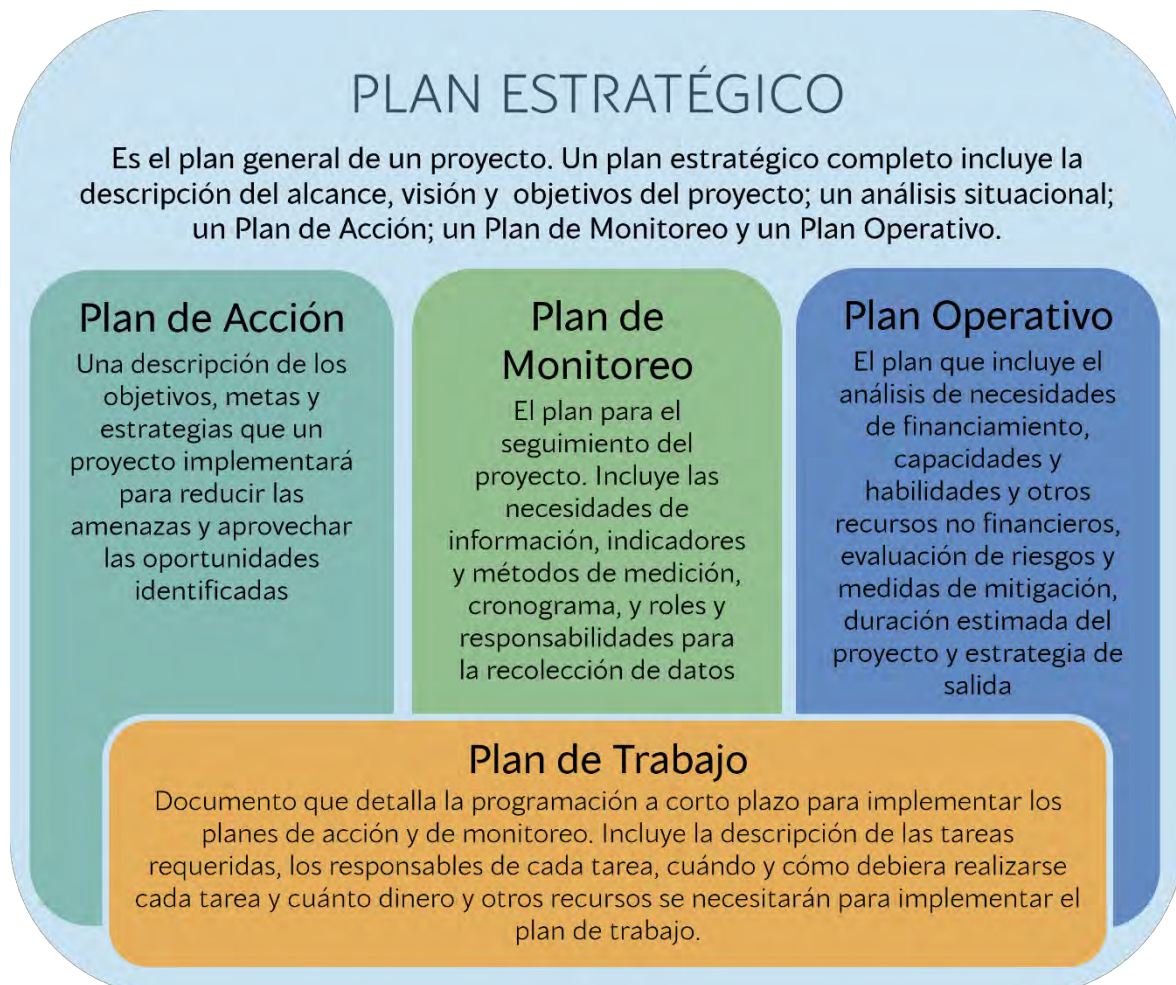 PLAN ESTRATÉGICO
Es el plan general de un proyecto. Un plan estratégico completo incluye la
descripción del alcance, visión y objetivos del proyecto; un análisis situacional;
un Plan de Acción; un Plan de Monitoreo y un Plan Operativo.
Plan de Acción
Una descripción de los
objetivos, metas y
estrategias que un
proyecto implementará
para reducir las
amenazas y aprovechar
las oportunidades
identificadas
Plan de
Monitoreo
El plan para el
seguimiento del
proyecto. Incluye las
necesidades de
información, indicadores
y métodos de medición,
cronograma, y roles y
responsabilidades para
la recolección de datos
Plan Operativo
El plan que incluye el
análisis de necesidades
de financiamiento,
capacidades y
habilidades y otros
recursos no financieros,
evaluación de riesgos y
medidas de mitigación,
duración estimada del
proyecto y estrategia de
salida
Plan de Trabajo
Documento que detalla la programación a corto plazo para implementar los
planes de acción y de monitoreo. Incluye la descripción de las tareas
requeridas, los responsables de cada tarea, cuándo y cómo debiera realizarse
cada tarea y cuánto dinero y otros recursos se necesitarán para implementar el
plan de trabajo.